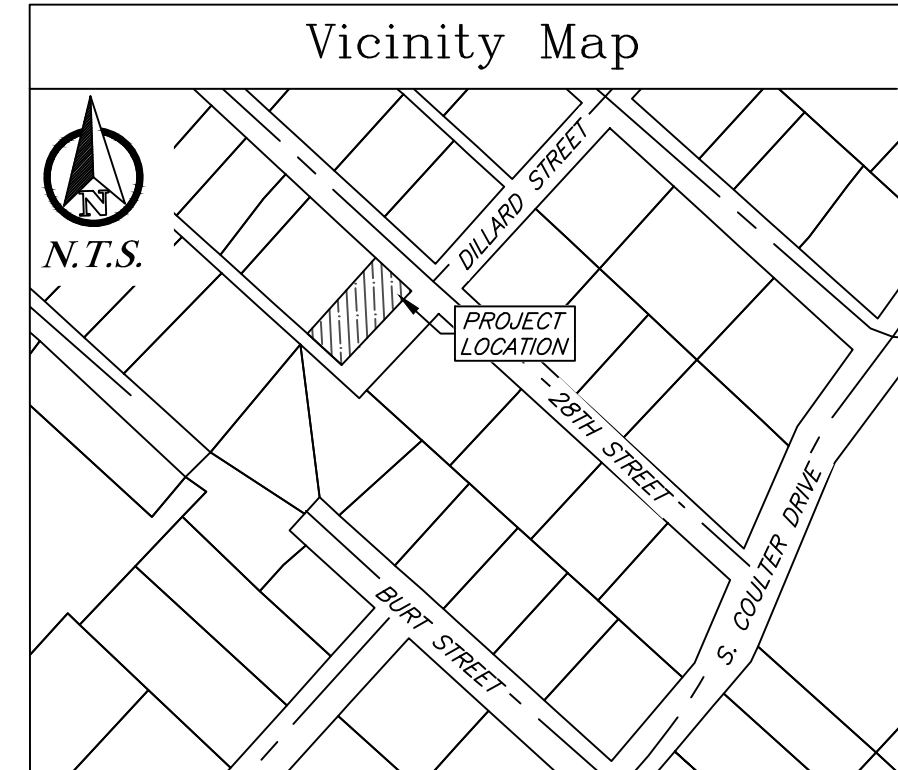 Vicinity Map
N
N.T.S.
DILLARD STREET
PROJECT
LOCATION
28TH STREET
S. COULTER DRIVE
BURT STREET